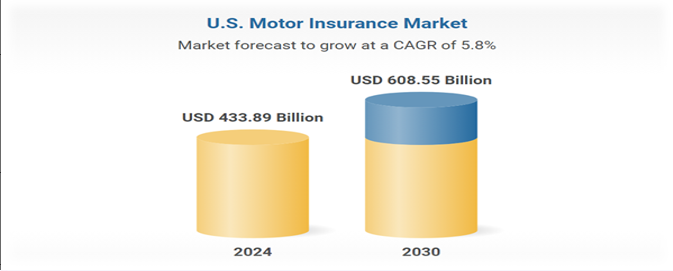 U.S. Motor Insurance Market
Market forecast to grow at a CAGR of 5.8%
USD 608.55 Billion
USD 433.89 Billion
2024
2030